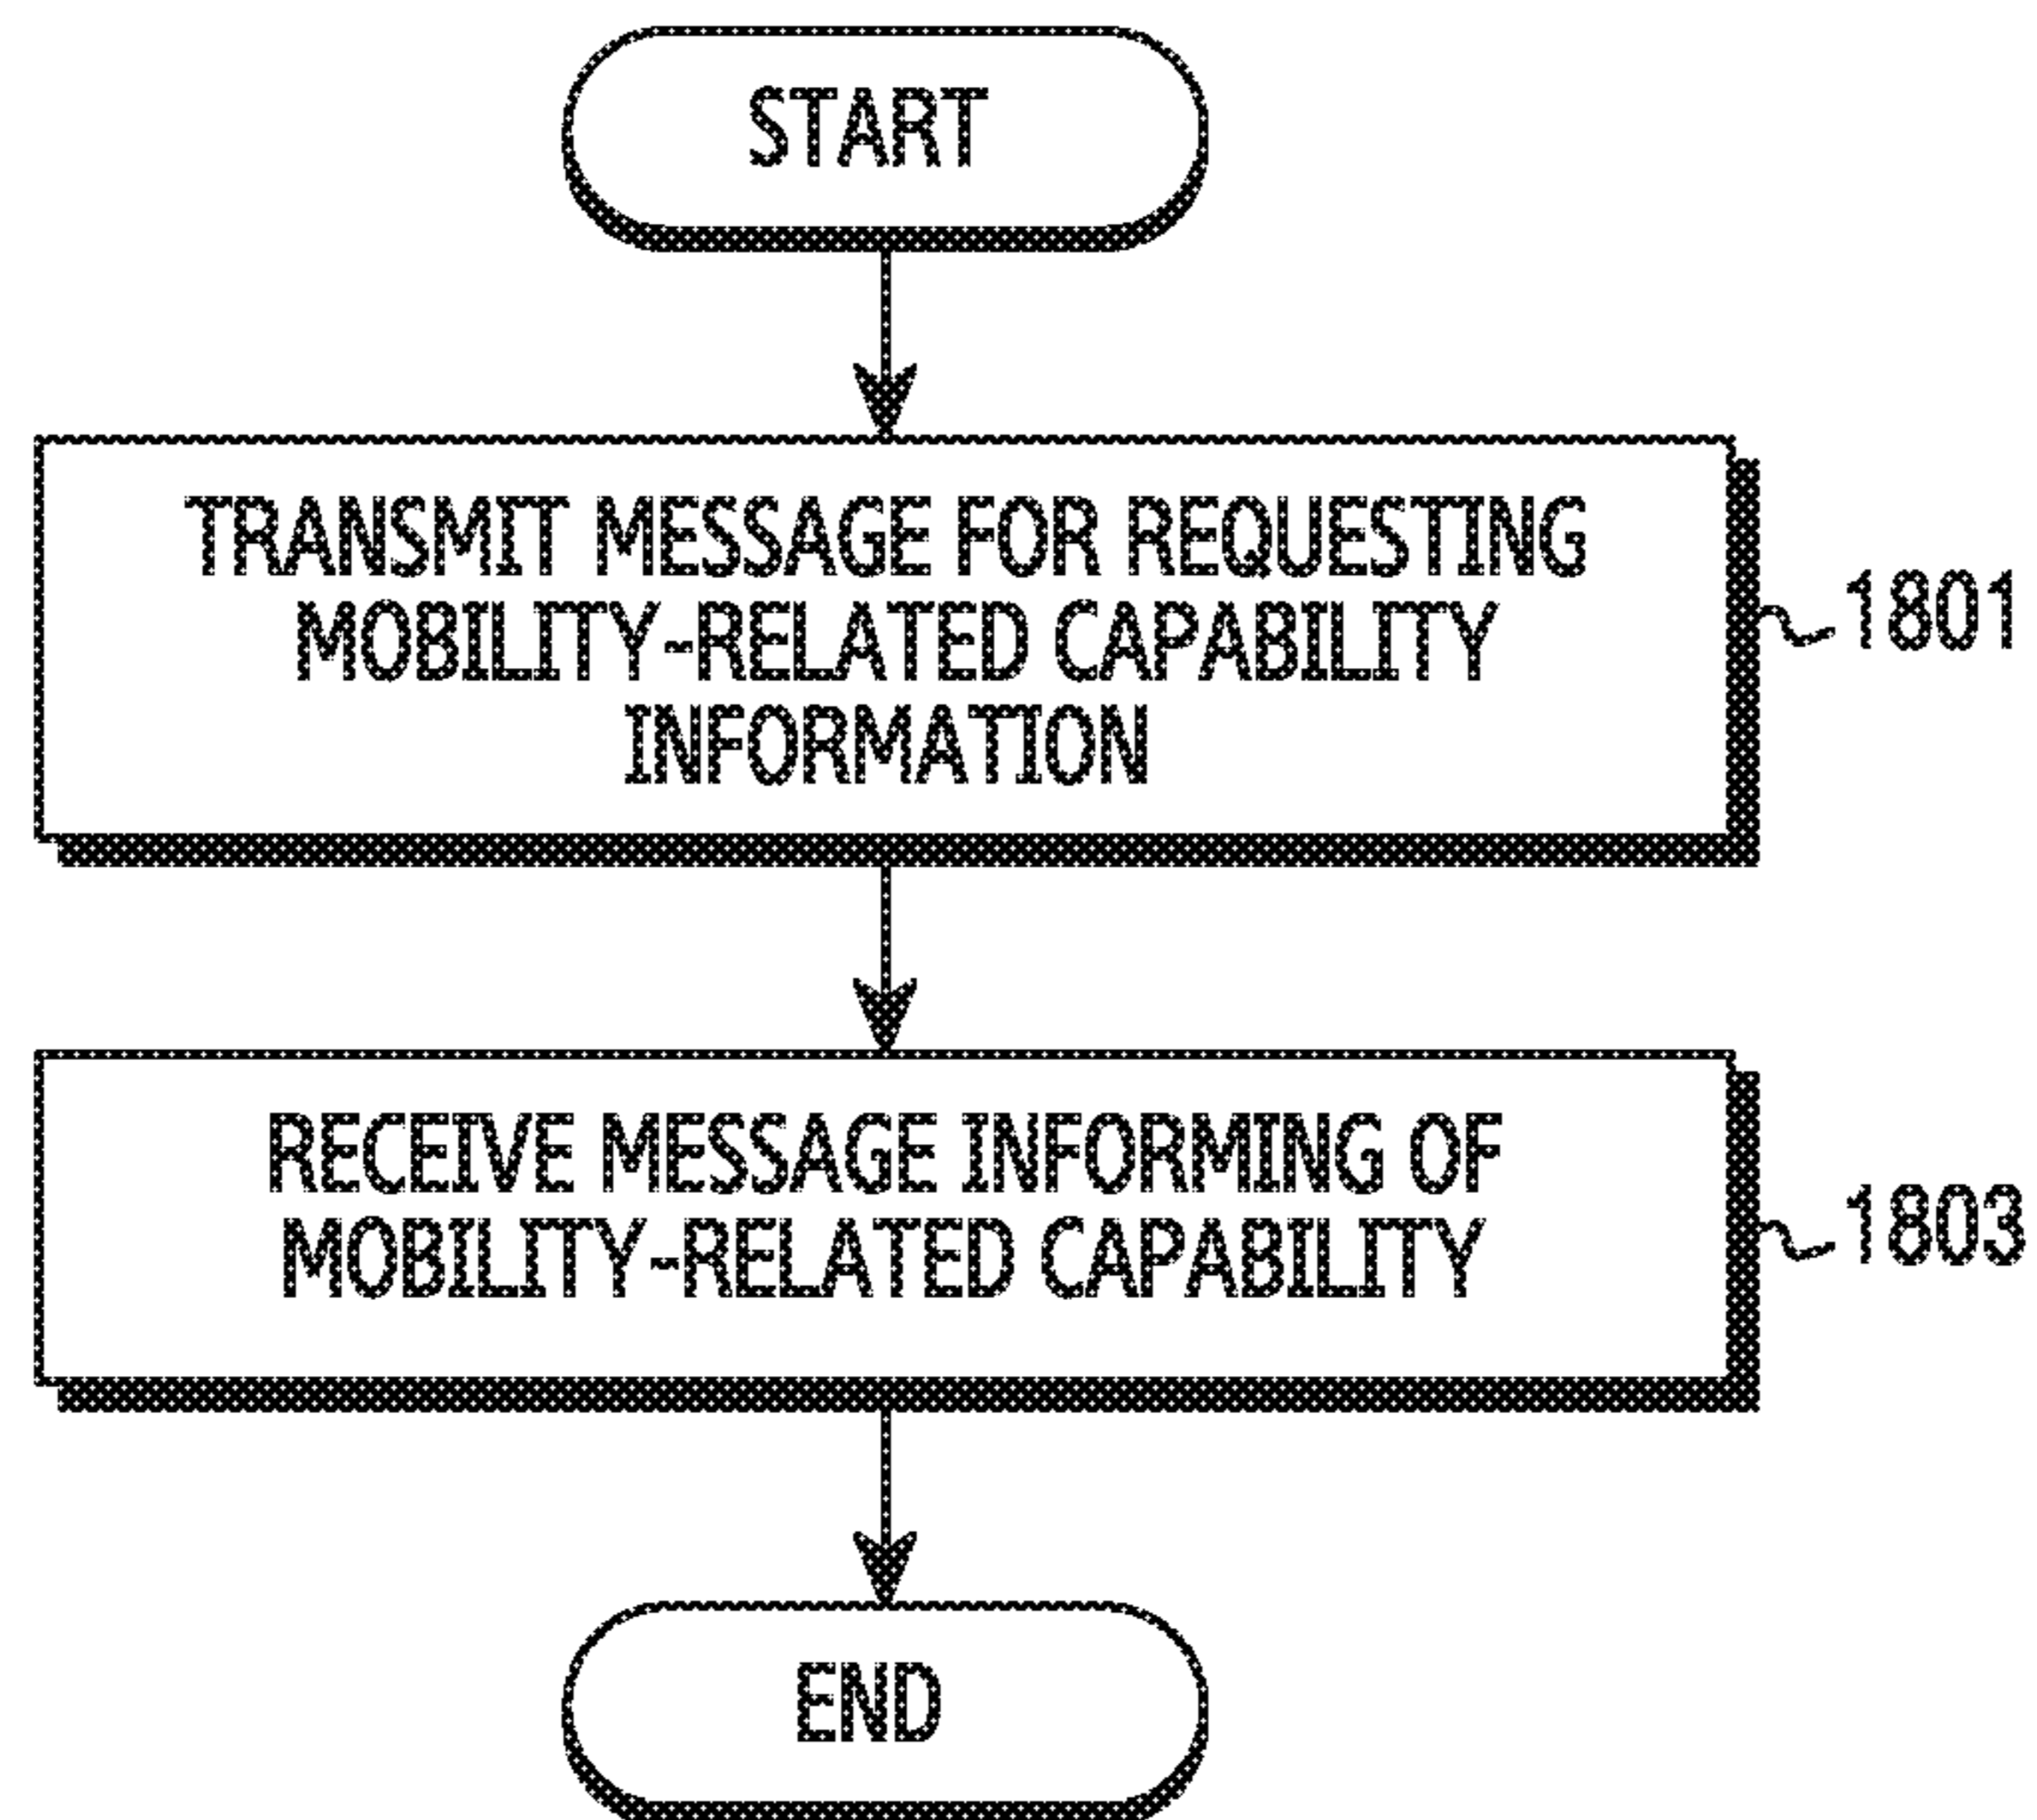 START
TRANSMIT MESSAGE FOR REQUESTING
MOBILITY-RELATED CAPABILITY
INFORMATION
1801
RECEIVE MESSAGE INFORMING OF
MOBILITY-RELATED CAPABILITY
1803
END